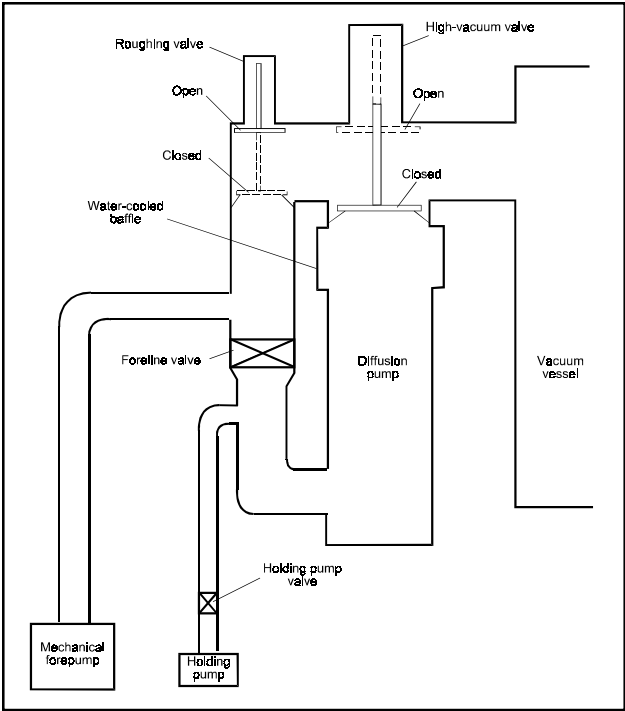 High-vacuum valve
Roughing valve
Open
Open
Closed
Closed
Water-cooled
baffle
Foreline valve
Diffusion
pump
Vacuum
vessel
Holding pump
valve
Mechanical
forepump
Holding
pump